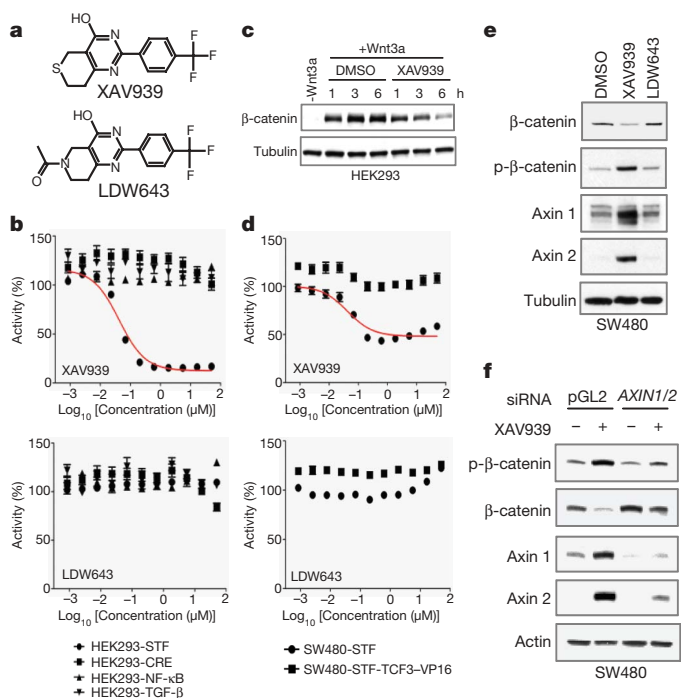 a
HO
N
N
S
F
F
F
XAV939
HO
N
N
N
O
F
F
F
LDW643
b
150
100
50
0
Activity (%)
XAV939
−3 −2 −1 0 1 2
Log10 [Concentration (μM)]
150
100
50
0
Activity (%)
LDW643
−3 −2 −1 0 1 2
Log10 [Concentration (μM)]
HEK293-STF
HEK293-CRE
HEK293-NF-κB
HEK293-TGF-β
c
+Wnt3a
-Wnt3a
DMSO XAV939
1 3 6 1 3 6 h
β-catenin
Tubulin
HEK293
d
150
100
50
0
Activity (%)
XAV939
−3 −2 −1 0 1 2
Log10 [Concentration (μM)]
150
100
50
0
Activity (%)
LDW643
−3 −2 −1 0 1 2
Log10 [Concentration (μM)]
SW480-STF
SW480-STF-TCF3–VP16
e
DMSO
XAV939
LDW643
β-catenin
p-β-catenin
Axin 1
Axin 2
Tubulin
SW480
f
siRNA pGL2 AXIN1/2
XAV939 − + − +
p-β-catenin
β-catenin
Axin 1
Axin 2
Actin
SW480